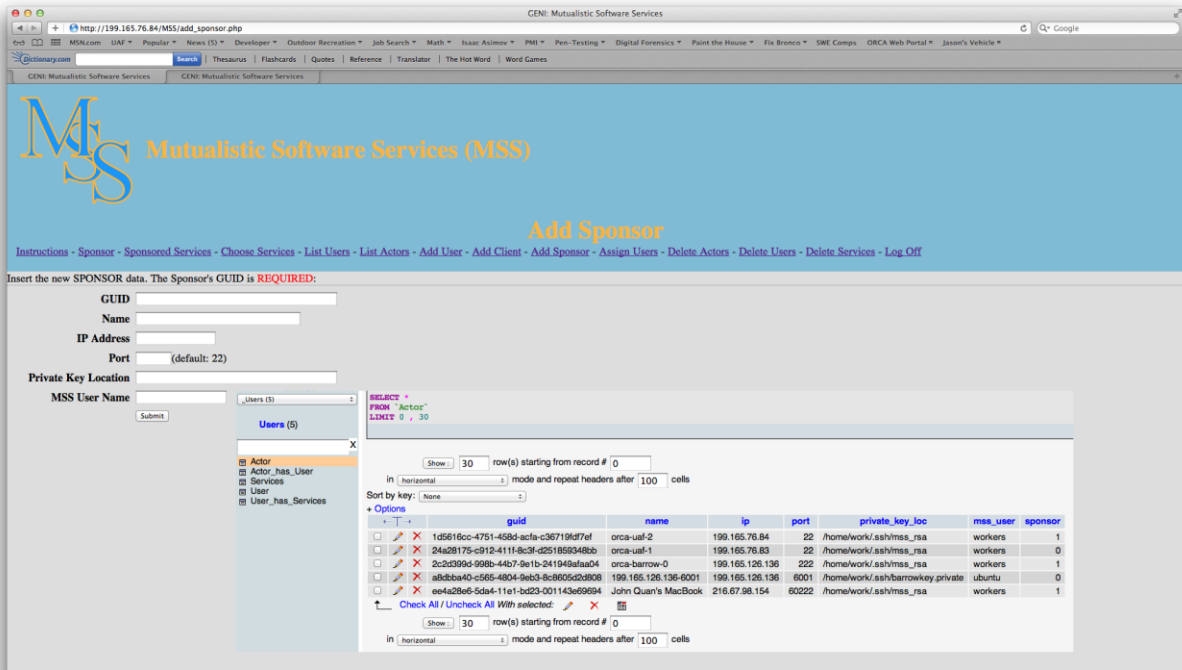 GENI: Mutualistic Software Services
http://199.165.76.84/MSS/add_sponsor.php
Google
MSN.com UAF Popular News (5) Developer Outdoor Recreation Job Search Math Isaac Asimov PMI Pen-Testing Digital Forensics Paint the House Fix Bronco SWE Comps ORCA Web Portal Jason's Vehicle
Dictionary.com Search Thesaurus Flashcards Quotes Reference Translator The Hot Word Word Games
GENI: Mutualistic Software Services GENI: Mutualistic Software Services
MSS
Mutualistic Software Services (MSS)
Add Sponsor
Instructions - Sponsor - Sponsored Services - Choose Services - List Users - List Actors - Add User - Add Client - Add Sponsor - Assign Users - Delete Actors - Delete Users - Delete Services - Log Off
Insert the new SPONSOR data. The Sponsor's GUID is REQUIRED:
GUID
Name
IP Address
Port (default: 22)
Private Key Location
MSS User Name
Submit
_Users (5)
Users (5)
X
Actor
Actor_has_User
Services
User
User_has_Services
SELECT *
FROM `Actor`
LIMIT 0 , 30
Show : 30 row(s) starting from record # 0
in horizontal mode and repeat headers after 100 cells
Sort by key: None
+ Options
←T→ guid name ip port private_key_loc mss_user sponsor
1d5616cc-4751-458d-acfa-c36719fdf7ef orca-uaf-2 199.165.76.84 22 /home/work/.ssh/mss_rsa workers 1
24a28175-c912-411f-8c3f-d251859348bb orca-uaf-1 199.165.76.83 22 /home/work/.ssh/mss_rsa workers 0
2c2d399d-998b-44b7-9e1b-241949afaa04 orca-barrow-0 199.165.126.136 222 /home/work/.ssh/mss_rsa workers 1
a8dbba40-c565-4804-9eb3-8c8605d2d808 199.165.126.136-6001 199.165.126.136 6001 /home/work/.ssh/barrowkey.private ubuntu 0
ee4a28e6-5da4-11e1-bd23-001143e69694 John Quan's MacBook 216.67.98.154 60222 /home/work/.ssh/mss_rsa workers 1
Check All / Uncheck All With selected:
Show : 30 row(s) starting from record # 0
in horizontal mode and repeat headers after 100 cells